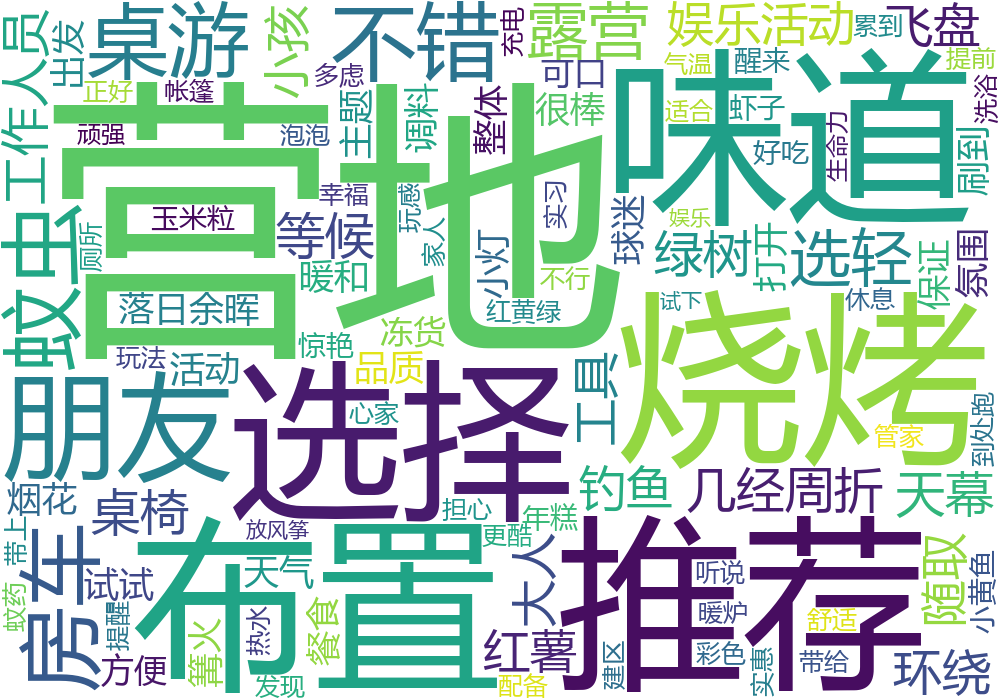 工作人员
出发
桌游
小孩
不错
充电
露营
娱乐活动
累到
飞盘
多虑
可口
气温
醒来
提前
正好
帐篷
顽强
泡泡
主题
调料
整体
很棒
适合
虾子
洗浴
营地
味道
好吃
生命力
刷到
蚊虫
玉米粒
幸福
玩感
实习
球迷
娱乐
厕所
等候
家人
小灯
绿树
打开
选轻
保证
氛围
暖和
不行
落日余晖
红黄绿
试下
休息
冻货
惊艳
玩法
活动
品质
工具
烧烤
朋友
选择
心家
管家
到处跑
烟花
桌椅
担心
钓鱼
几经周折
天幕
放风筝
年糕
更酷
带上
房车
布置
推荐
天气
大人
听说
随取
小黄鱼
试试
蚊药
提醒
热水
餐食
暖炉
舒适
篝火
红薯
彩色
方便
发现
配备
建区
实惠
带给
环绕